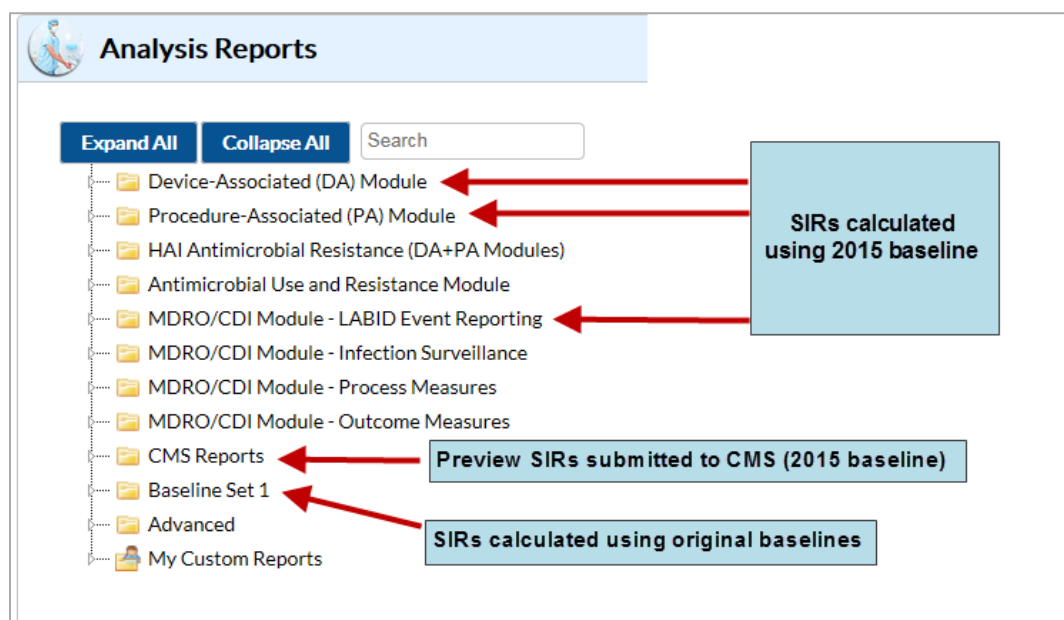 Analysis Reports
Expand All
Collapse All
Search
Device-Associated (DA) Module
Procedure-Associated (PA) Module
HAI Antimicrobial Resistance (DA+PA Modules)
Antimicrobial Use and Resistance Module
MDRO/CDI Module - LABID Event Reporting
MDRO/CDI Module - Infection Surveillance
MDRO/CDI Module - Process Measures
MDRO/CDI Module - Outcome Measures
CMS Reports
Baseline Set 1
Advanced
My Custom Reports
SIRs calculated
using 2015 baseline
Preview SIRs submitted to CMS (2015 baseline)
SIRs calculated using original baselines